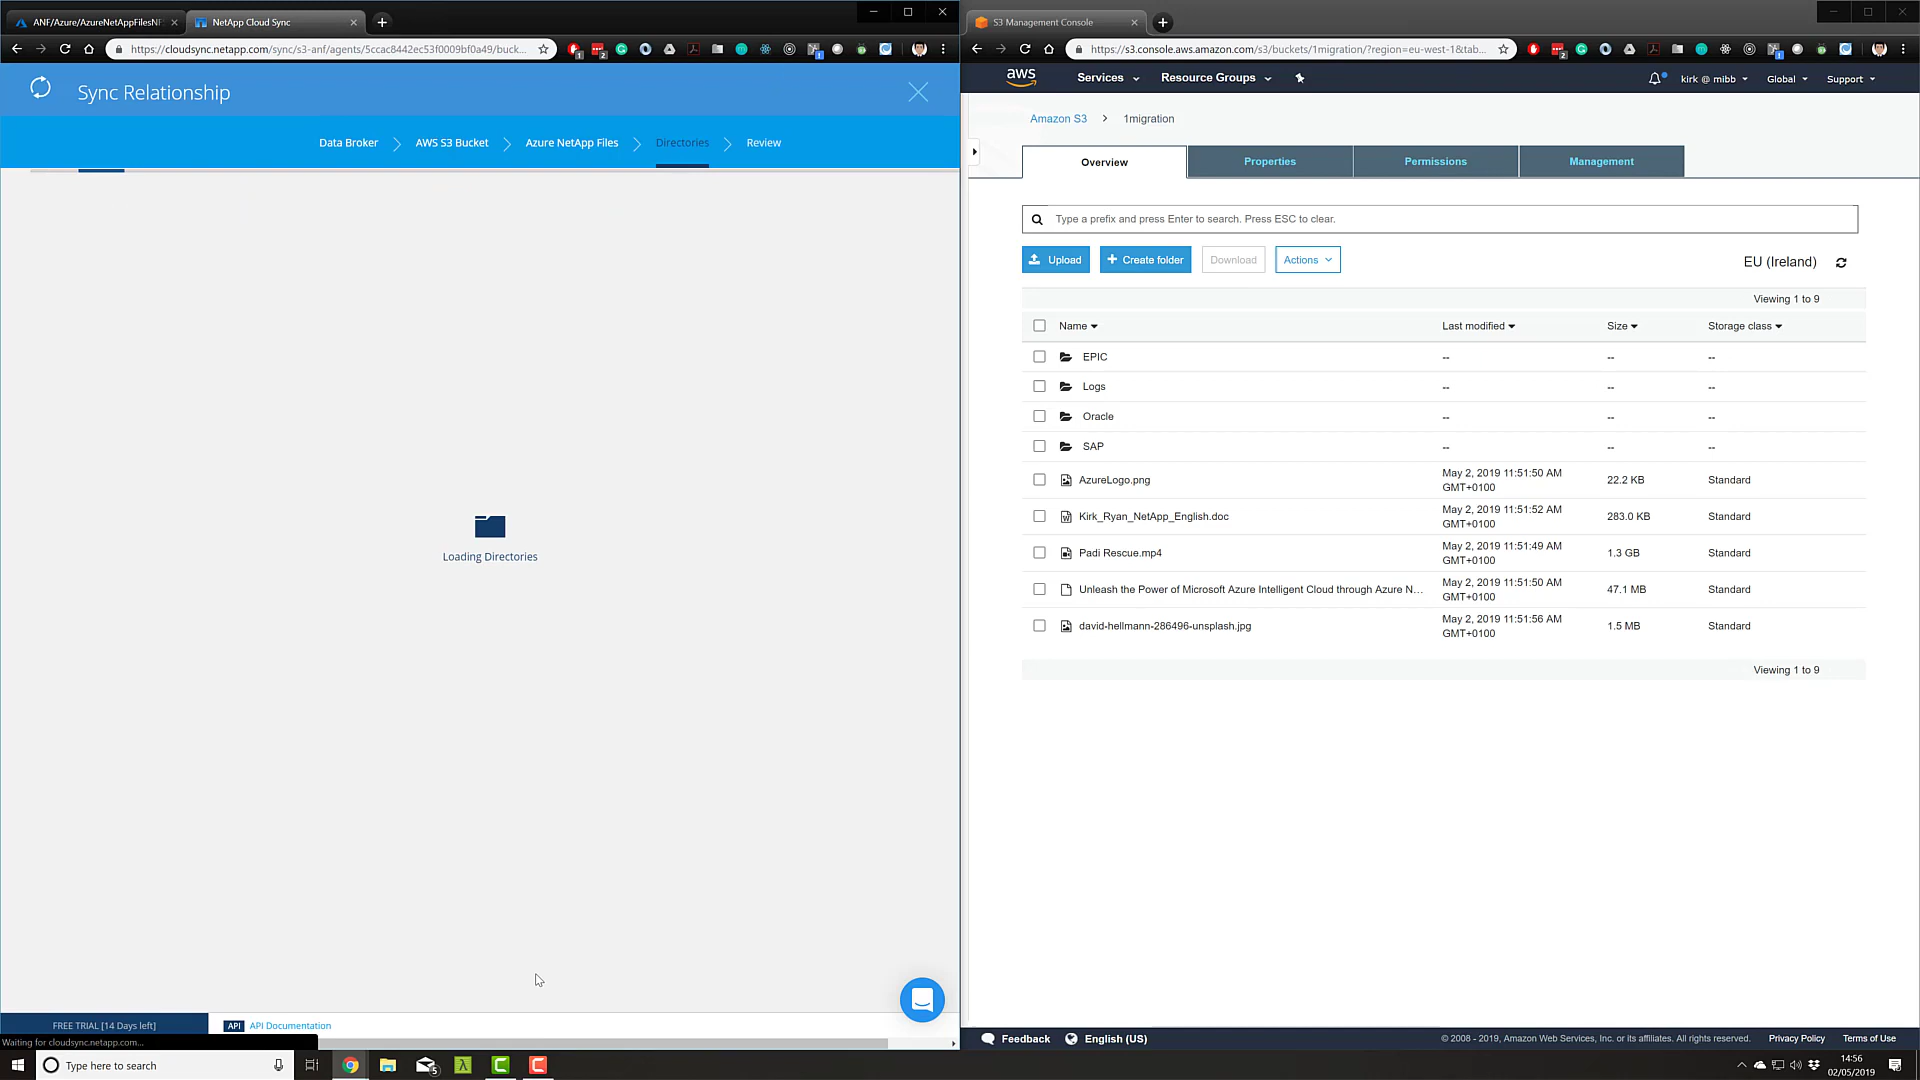 ANF/Azure/AzureNetAppFilesNF
NetApp Cloud Sync
https://cloudsync.netapp.com/sync/s3-anf/agents/5ccac8442ec53f0009bf0a49/buck...
Sync Relationship
Data Broker
AWS S3 Bucket
Azure NetApp Files
Directories
Review
Loading Directories
FREE TRIAL [14 Days left]
API
API Documentation
Waiting for cloudsync.netapp.com...
S3 Management Console
https://s3.console.aws.amazon.com/s3/buckets/1migration/?region=eu-west-1&tab...
aws
Services
Resource Groups
kirk @ mibb
Global
Support
Amazon S3
1migration
Overview
Properties
Permissions
Management
Type a prefix and press Enter to search. Press ESC to clear.
Upload
Create folder
Download
Actions
EU (Ireland)
Viewing 1 to 9
Name
Last modified
Size
Storage class
EPIC
--
--
--
Logs
--
--
--
Oracle
--
--
--
SAP
--
--
--
AzureLogo.png
May 2, 2019 11:51:50 AM
GMT+0100
22.2 KB
Standard
Kirk_Ryan_NetApp_English.doc
May 2, 2019 11:51:52 AM
GMT+0100
283.0 KB
Standard
Padi Rescue.mp4
May 2, 2019 11:51:49 AM
GMT+0100
1.3 GB
Standard
Unleash the Power of Microsoft Azure Intelligent Cloud through Azure N...
May 2, 2019 11:51:50 AM
GMT+0100
47.1 MB
Standard
david-hellmann-286496-unsplash.jpg
May 2, 2019 11:51:56 AM
GMT+0100
1.5 MB
Standard
Viewing 1 to 9
Feedback
English (US)
© 2008 - 2019, Amazon Web Services, Inc. or its affiliates. All rights reserved.
Privacy Policy
Terms of Use
Type here to search
5
14:56
02/05/2019